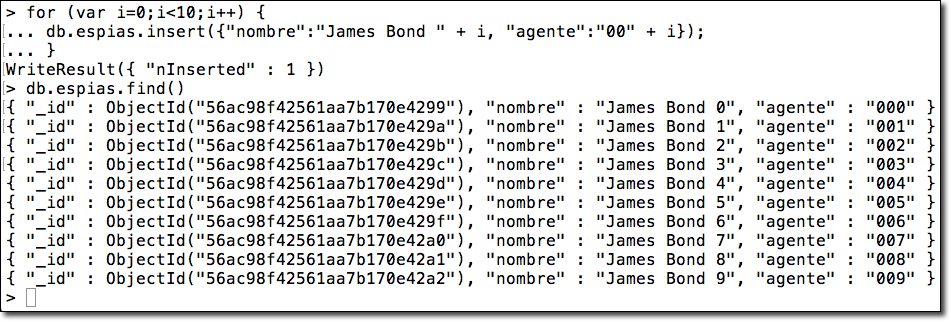 > for (var i=0;i<10;i++) {
... db.espias.insert({"nombre":"James Bond " + i, "agente":"00" + i});
... }
WriteResult({ "nInserted" : 1 })
> db.espias.find()
{ "_id" : ObjectId("56ac98f42561aa7b170e4299"), "nombre" : "James Bond 0", "agente" : "000" }
{ "_id" : ObjectId("56ac98f42561aa7b170e429a"), "nombre" : "James Bond 1", "agente" : "001" }
{ "_id" : ObjectId("56ac98f42561aa7b170e429b"), "nombre" : "James Bond 2", "agente" : "002" }
{ "_id" : ObjectId("56ac98f42561aa7b170e429c"), "nombre" : "James Bond 3", "agente" : "003" }
{ "_id" : ObjectId("56ac98f42561aa7b170e429d"), "nombre" : "James Bond 4", "agente" : "004" }
{ "_id" : ObjectId("56ac98f42561aa7b170e429e"), "nombre" : "James Bond 5", "agente" : "005" }
{ "_id" : ObjectId("56ac98f42561aa7b170e429f"), "nombre" : "James Bond 6", "agente" : "006" }
{ "_id" : ObjectId("56ac98f42561aa7b170e42a0"), "nombre" : "James Bond 7", "agente" : "007" }
{ "_id" : ObjectId("56ac98f42561aa7b170e42a1"), "nombre" : "James Bond 8", "agente" : "008" }
{ "_id" : ObjectId("56ac98f42561aa7b170e42a2"), "nombre" : "James Bond 9", "agente" : "009" }
>